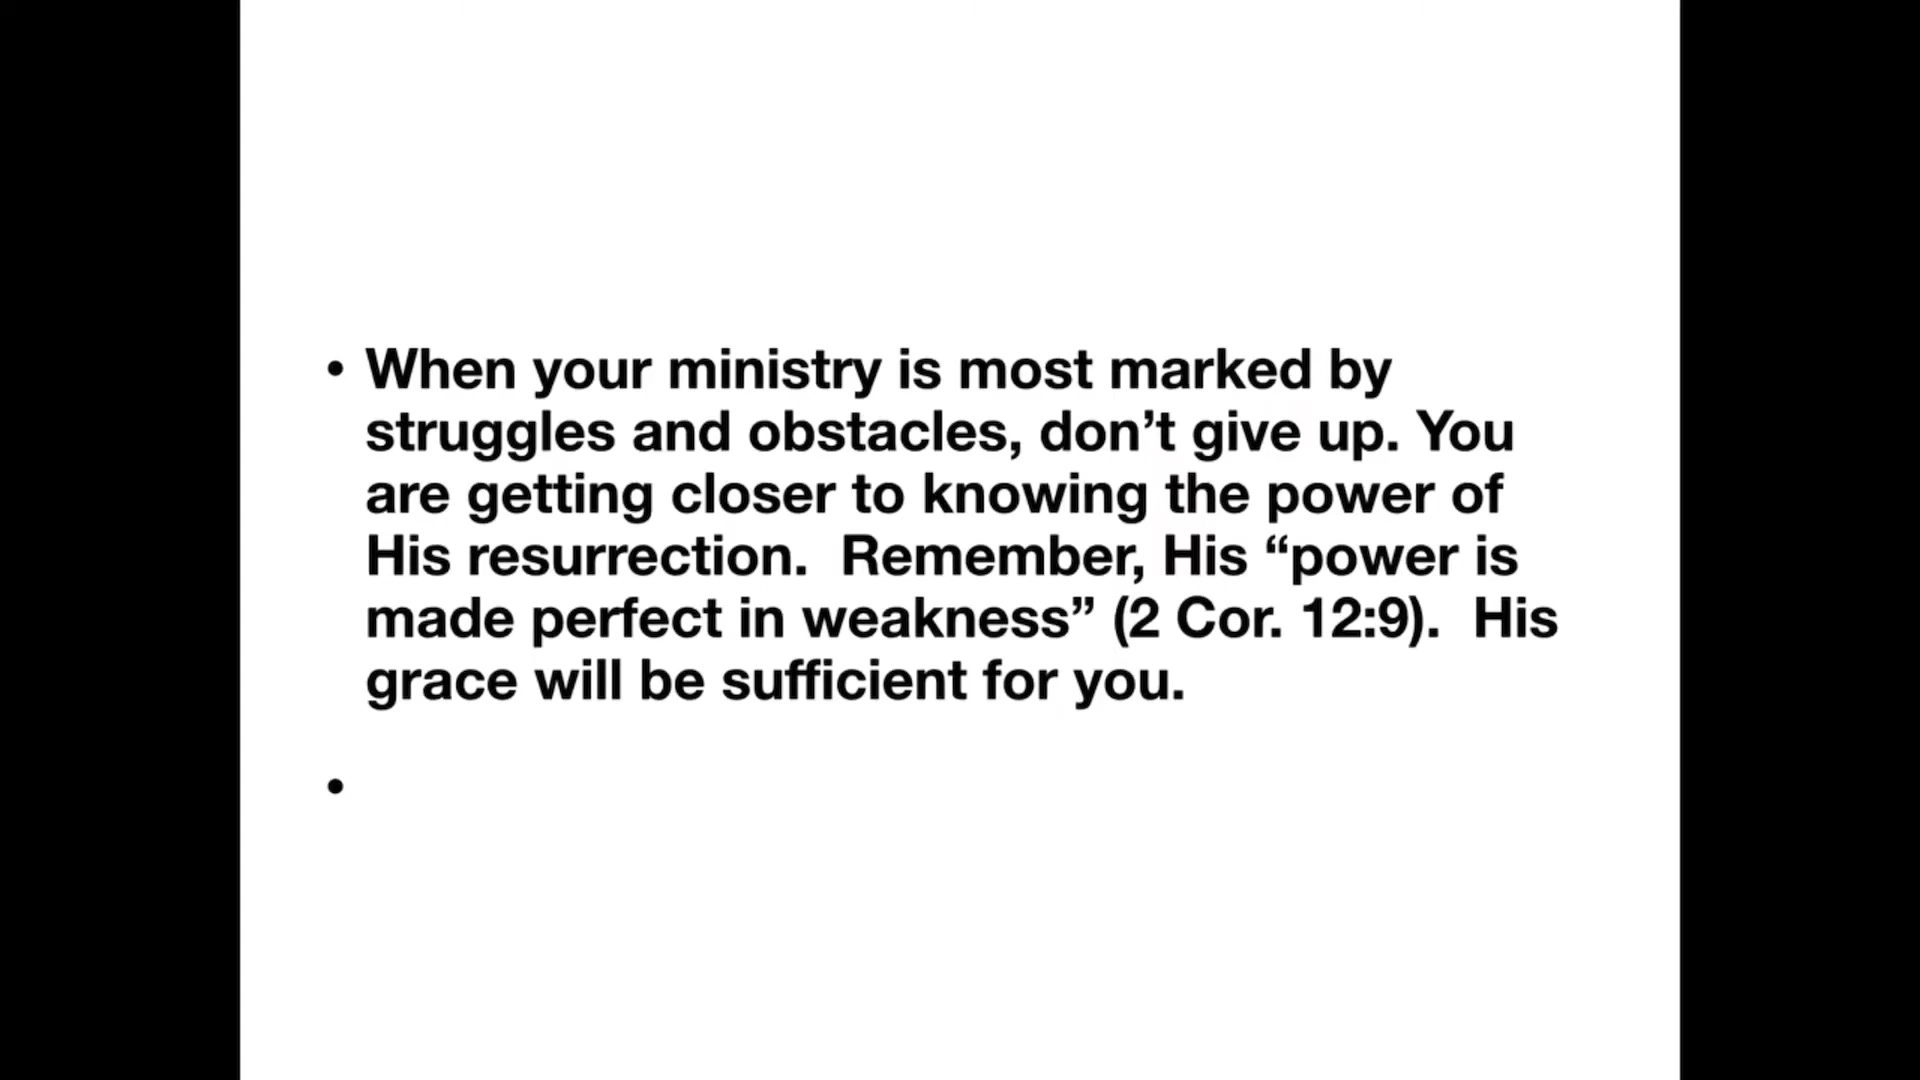 • When your ministry is most marked by
struggles and obstacles, don’t give up. You
are getting closer to knowing the power of
His resurrection.  Remember, His “power is
made perfect in weakness” (2 Cor. 12:9).  His
grace will be sufficient for you.
•